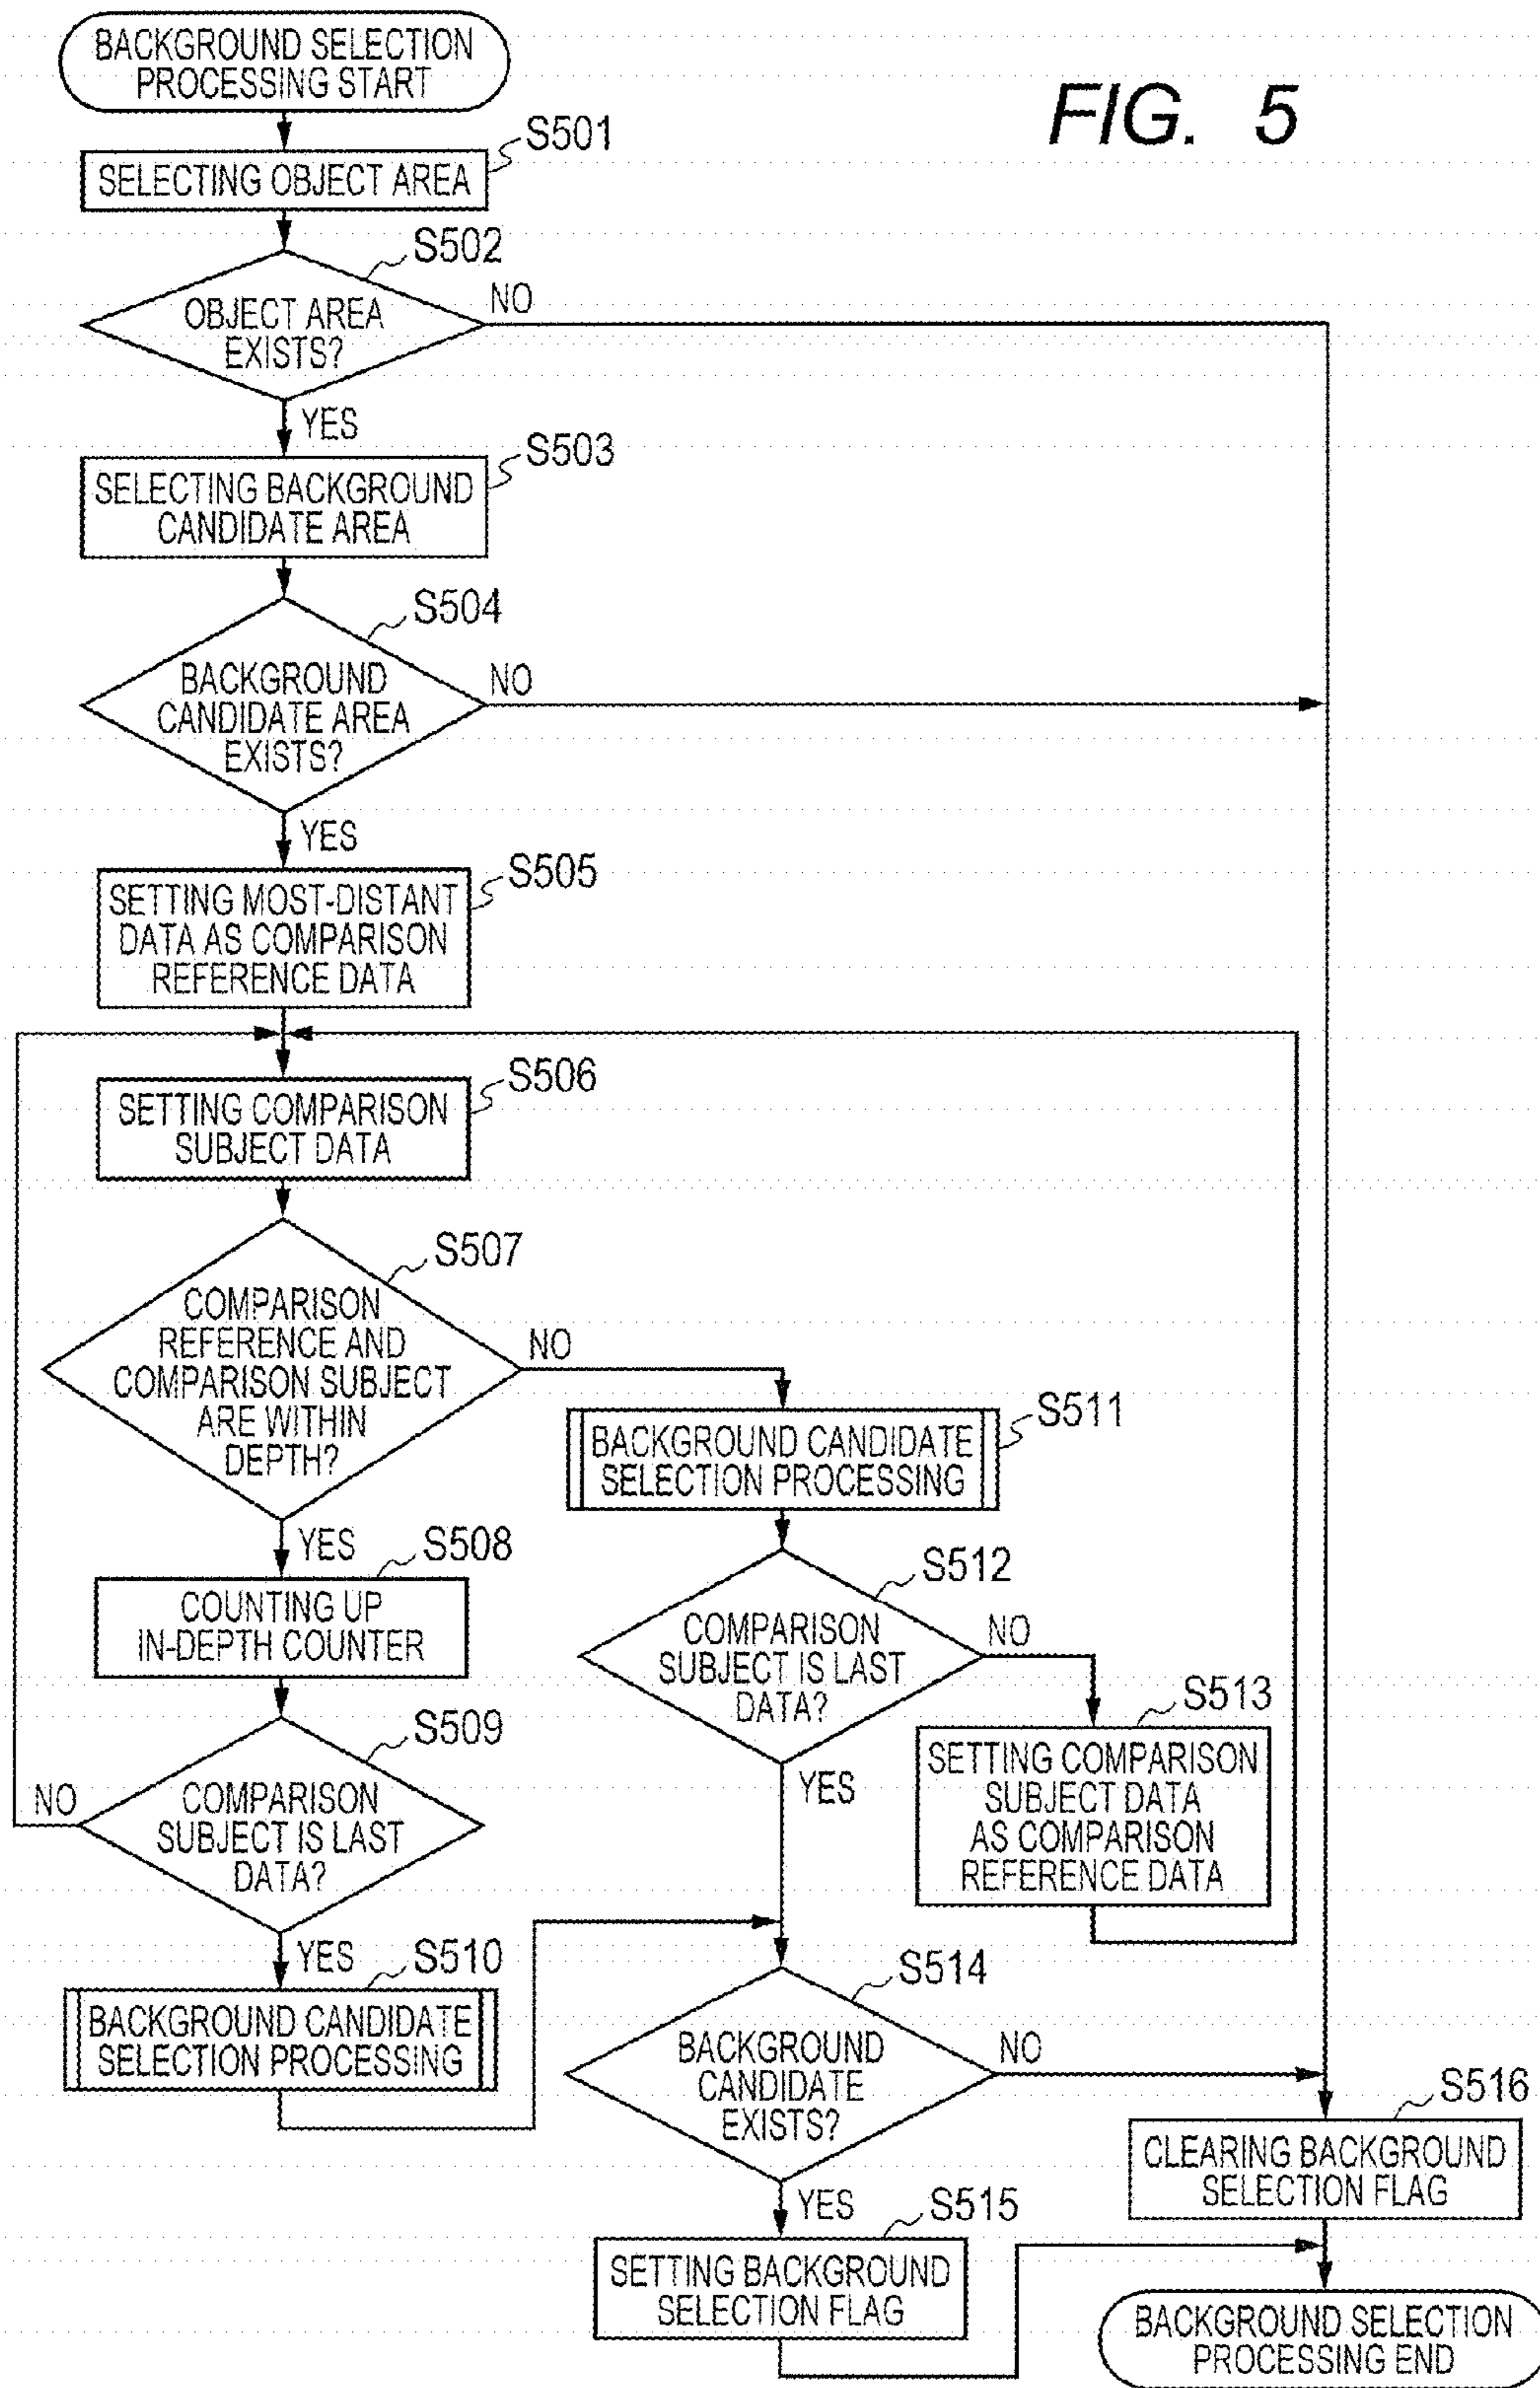 BACKGROUND SELECTION
PROCESSING START
FIG. 5
S501
SELECTING OBJECT AREA
S502
OBJECT AREA
EXISTS?
NO
YES
S503
SELECTING BACKGROUND
CANDIDATE AREA
S504
BACKGROUND
CANDIDATE AREA
EXISTS?
NO
YES
S505
SETTING MOST-DISTANT
DATA AS COMPARISON
REFERENCE DATA
S506
SETTING COMPARISON
SUBJECT DATA
S507
COMPARISON
REFERENCE AND
COMPARISON SUBJECT
ARE WITHIN
DEPTH?
NO
YES
S508
COUNTING UP
IN-DEPTH COUNTER
S509
COMPARISON
SUBJECT IS LAST
DATA?
NO
YES
S510
BACKGROUND CANDIDATE
SELECTION PROCESSING
S511
BACKGROUND CANDIDATE
SELECTION PROCESSING
S512
COMPARISON
SUBJECT IS LAST
DATA?
NO
YES
S513
SETTING COMPARISON
SUBJECT DATA
AS COMPARISON
REFERENCE DATA
S514
BACKGROUND
CANDIDATE
EXISTS?
NO
YES
S515
SETTING BACKGROUND
SELECTION FLAG
S516
CLEARING BACKGROUND
SELECTION FLAG
BACKGROUND SELECTION
PROCESSING END